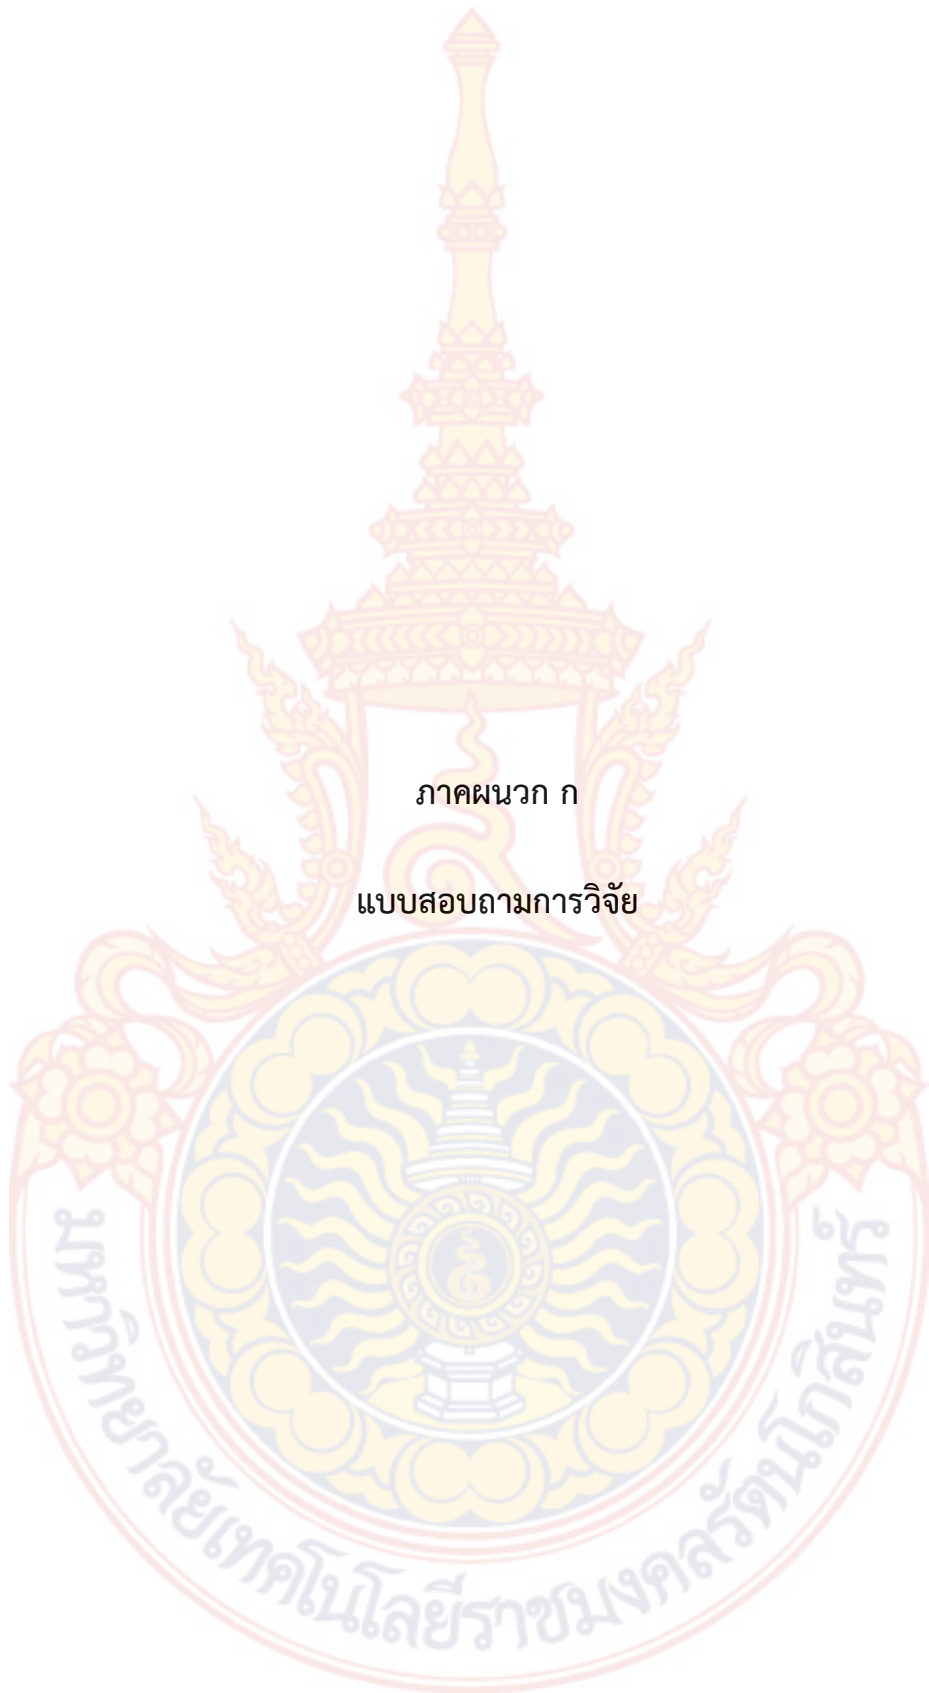 ภาคผนวก ก
แบบสอบถามการวิจัย
มหาวิทยาลัยเทคโนโลยีราชมงคลรัตนโกสินทร์